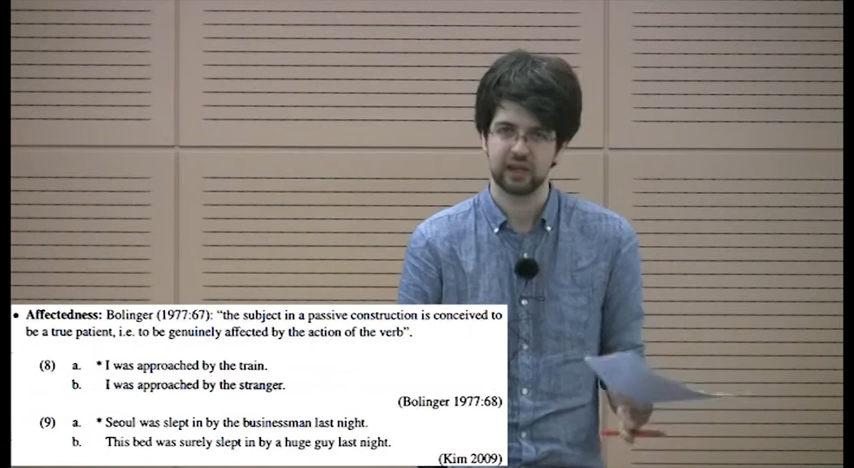 • Affectedness: Bolinger (1977:67): “the subject in a passive construction is conceived to
be a true patient, i.e. to be genuinely affected by the action of the verb”.
(8) a. * I was approached by the train.
b. I was approached by the stranger.
(Bolinger 1977:68)
(9) a. * Seoul was slept in by the businessman last night.
b. This bed was surely slept in by a huge guy last night.
(Kim 2009)